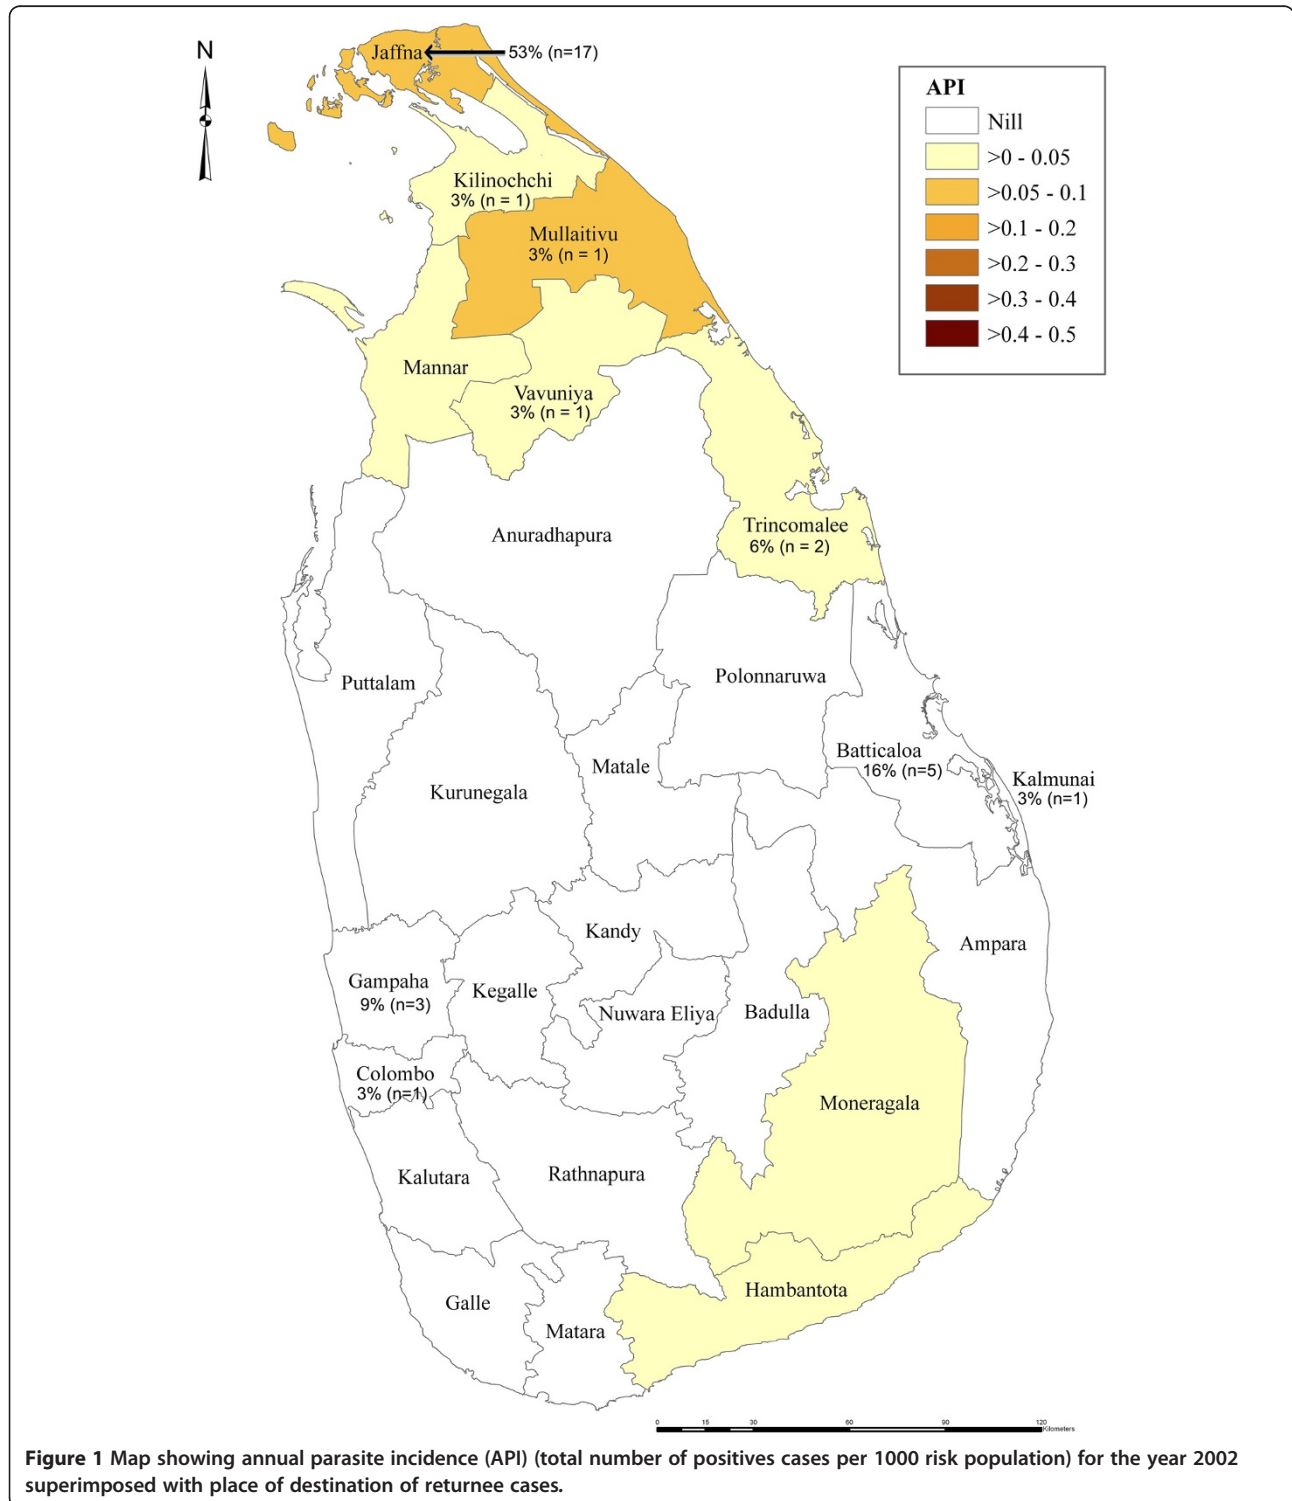 N
Jaffna
53% (n=17)
API
Nill
>0 - 0.05
>0.05 - 0.1
>0.1 - 0.2
>0.2 - 0.3
>0.3 - 0.4
>0.4 - 0.5
Kilinochchi
3% (n = 1)
Mullaitivu
3% (n = 1)
Mannar
Vavuniya
3% (n = 1)
Trincomalee
6% (n = 2)
Anuradhapura
Puttalam
Polonnaruwa
Batticaloa
16% (n=5)
Kalmunai
3% (n=1)
Matale
Kurunegala
Kandy
Ampara
Gampaha
9% (n=3)
Kegalle
Nuwara Eliya
Badulla
Colombo
3% (n=1)
Moneragala
Kalutara
Rathnapura
Hambantota
Galle
Matara
0 15 30 60 90 120
Kilometers
Figure 1 Map showing annual parasite incidence (API) (total number of positives cases per 1000 risk population) for the year 2002
superimposed with place of destination of returnee cases.